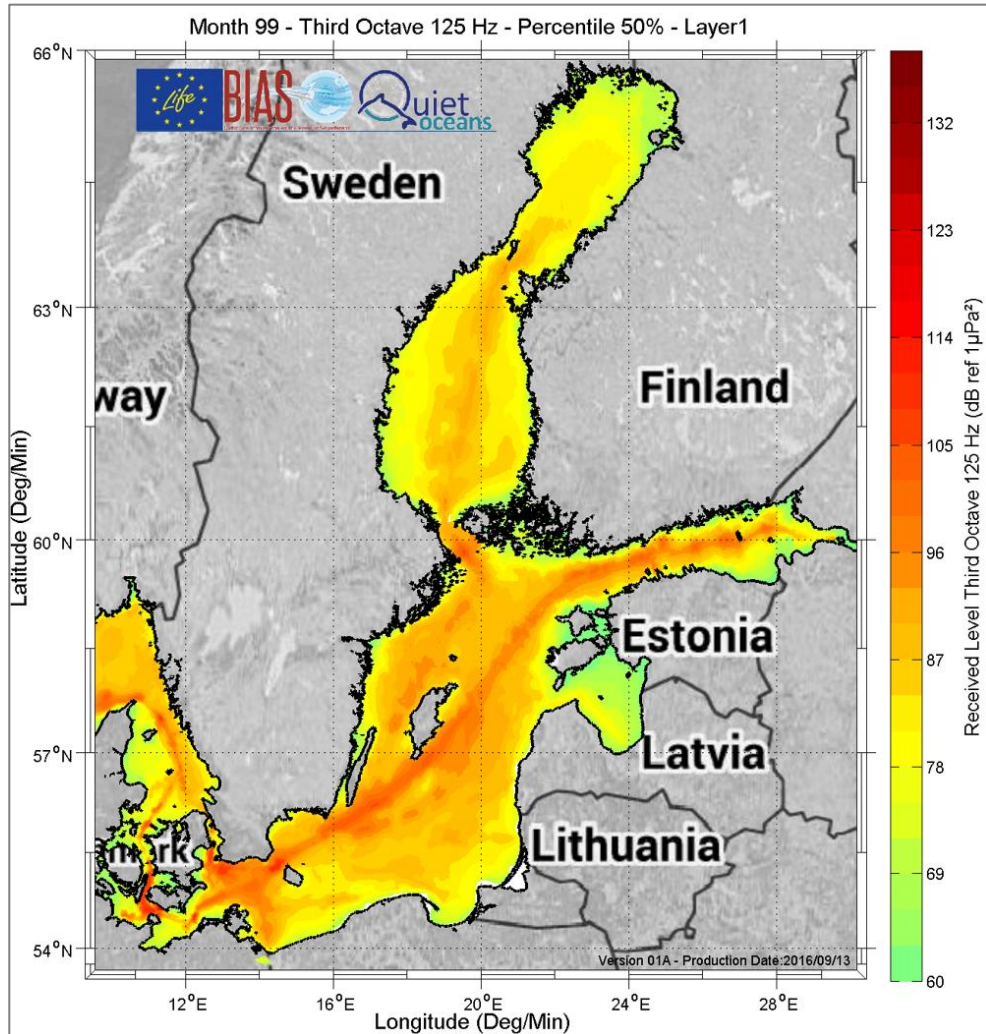 Month 99 - Third Octave 125 Hz - Percentile 50% - Layer1
66°N
Life
BIAS
Quiet
oceans
Sweden
132
123
63°N
114
Finland
way
105
60°N
96
Estonia
87
57°N
Latvia
78
Lithuania
69
54°N
60
Version 01A - Production Date:2016/09/13
12°E
16°E
20°E
24°E
28°E
Longitude (Deg/Min)
Latitude (Deg/Min)
Received Level Third Octave 125 Hz (dB ref 1µPa²)